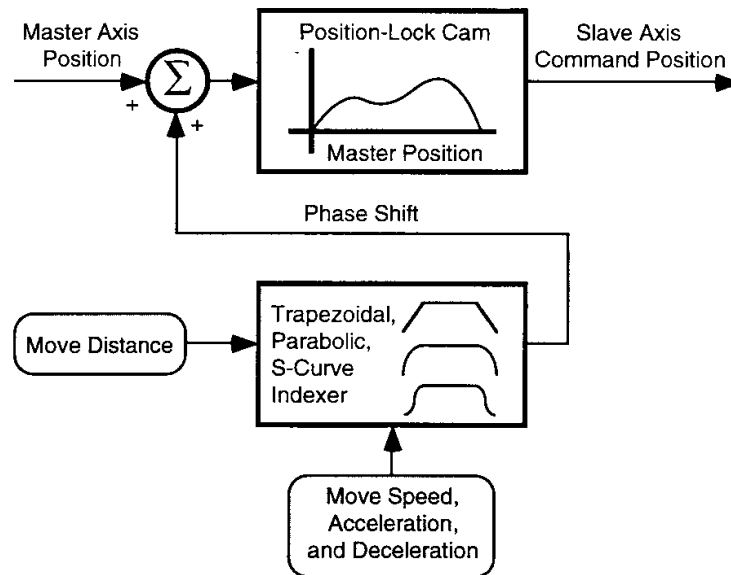 Master Axis
Position
Position-Lock Cam
Slave Axis
Command Position
Σ
+
+
Master Position
Phase Shift
Move Distance
Trapezoidal,
Parabolic,
S-Curve
Indexer
Move Speed,
Acceleration,
and Deceleration